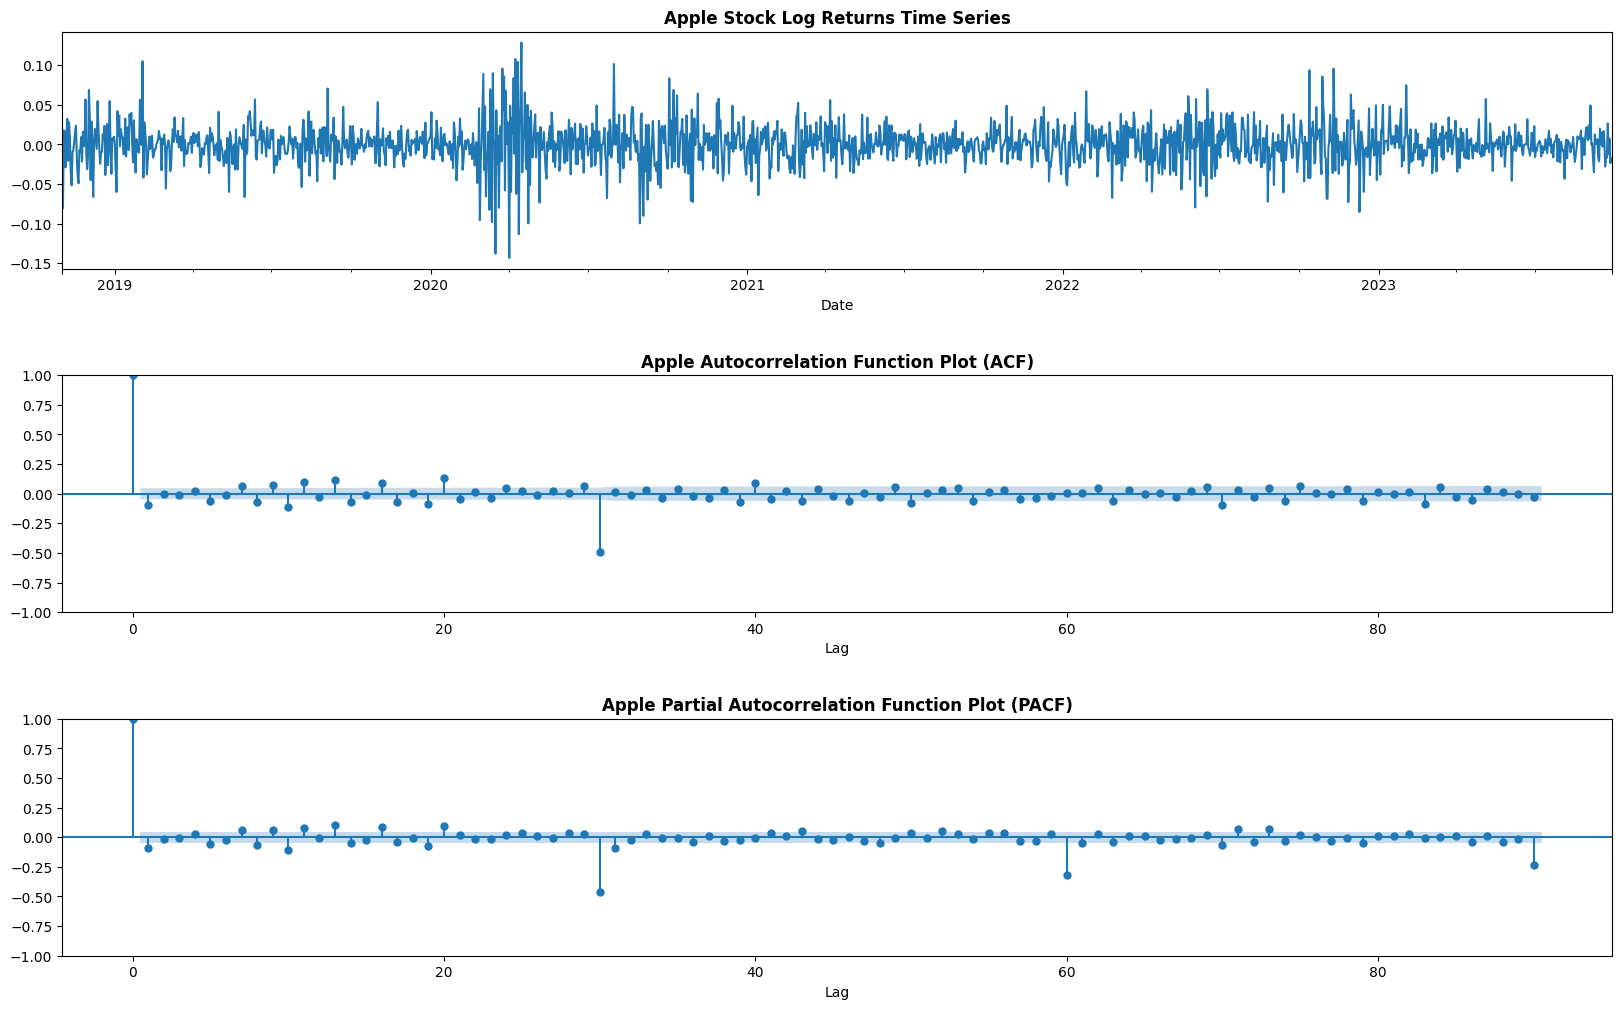 Apple Stock Log Returns Time Series
0.10
0.05
0.00
−0.05
−0.10
−0.15
2019 2020 2021 2022 2023
Date
Apple Autocorrelation Function Plot (ACF)
1.00
0.75
0.50
0.25
0.00
−0.25
−0.50
−0.75
−1.00
0 20 40 60 80
Lag
Apple Partial Autocorrelation Function Plot (PACF)
1.00
0.75
0.50
0.25
0.00
−0.25
−0.50
−0.75
−1.00
0 20 40 60 80
Lag